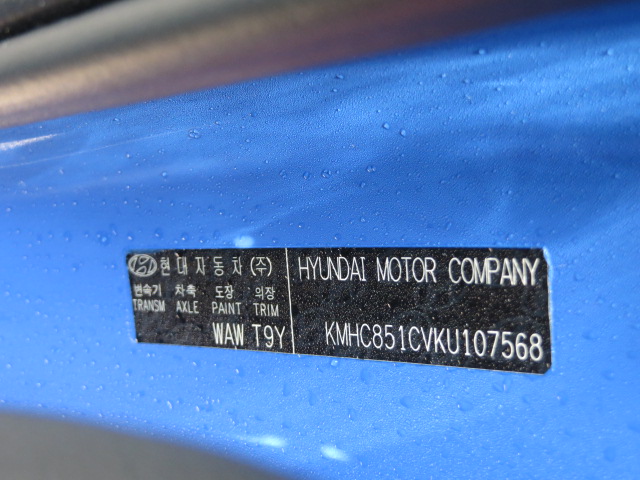 현대자동차(주)
변속기 차축 도장 의장
TRANSM AXLE PAINT TRIM
WAW T9Y
HYUNDAI MOTOR COMPANY
KMHC851CVKU107568